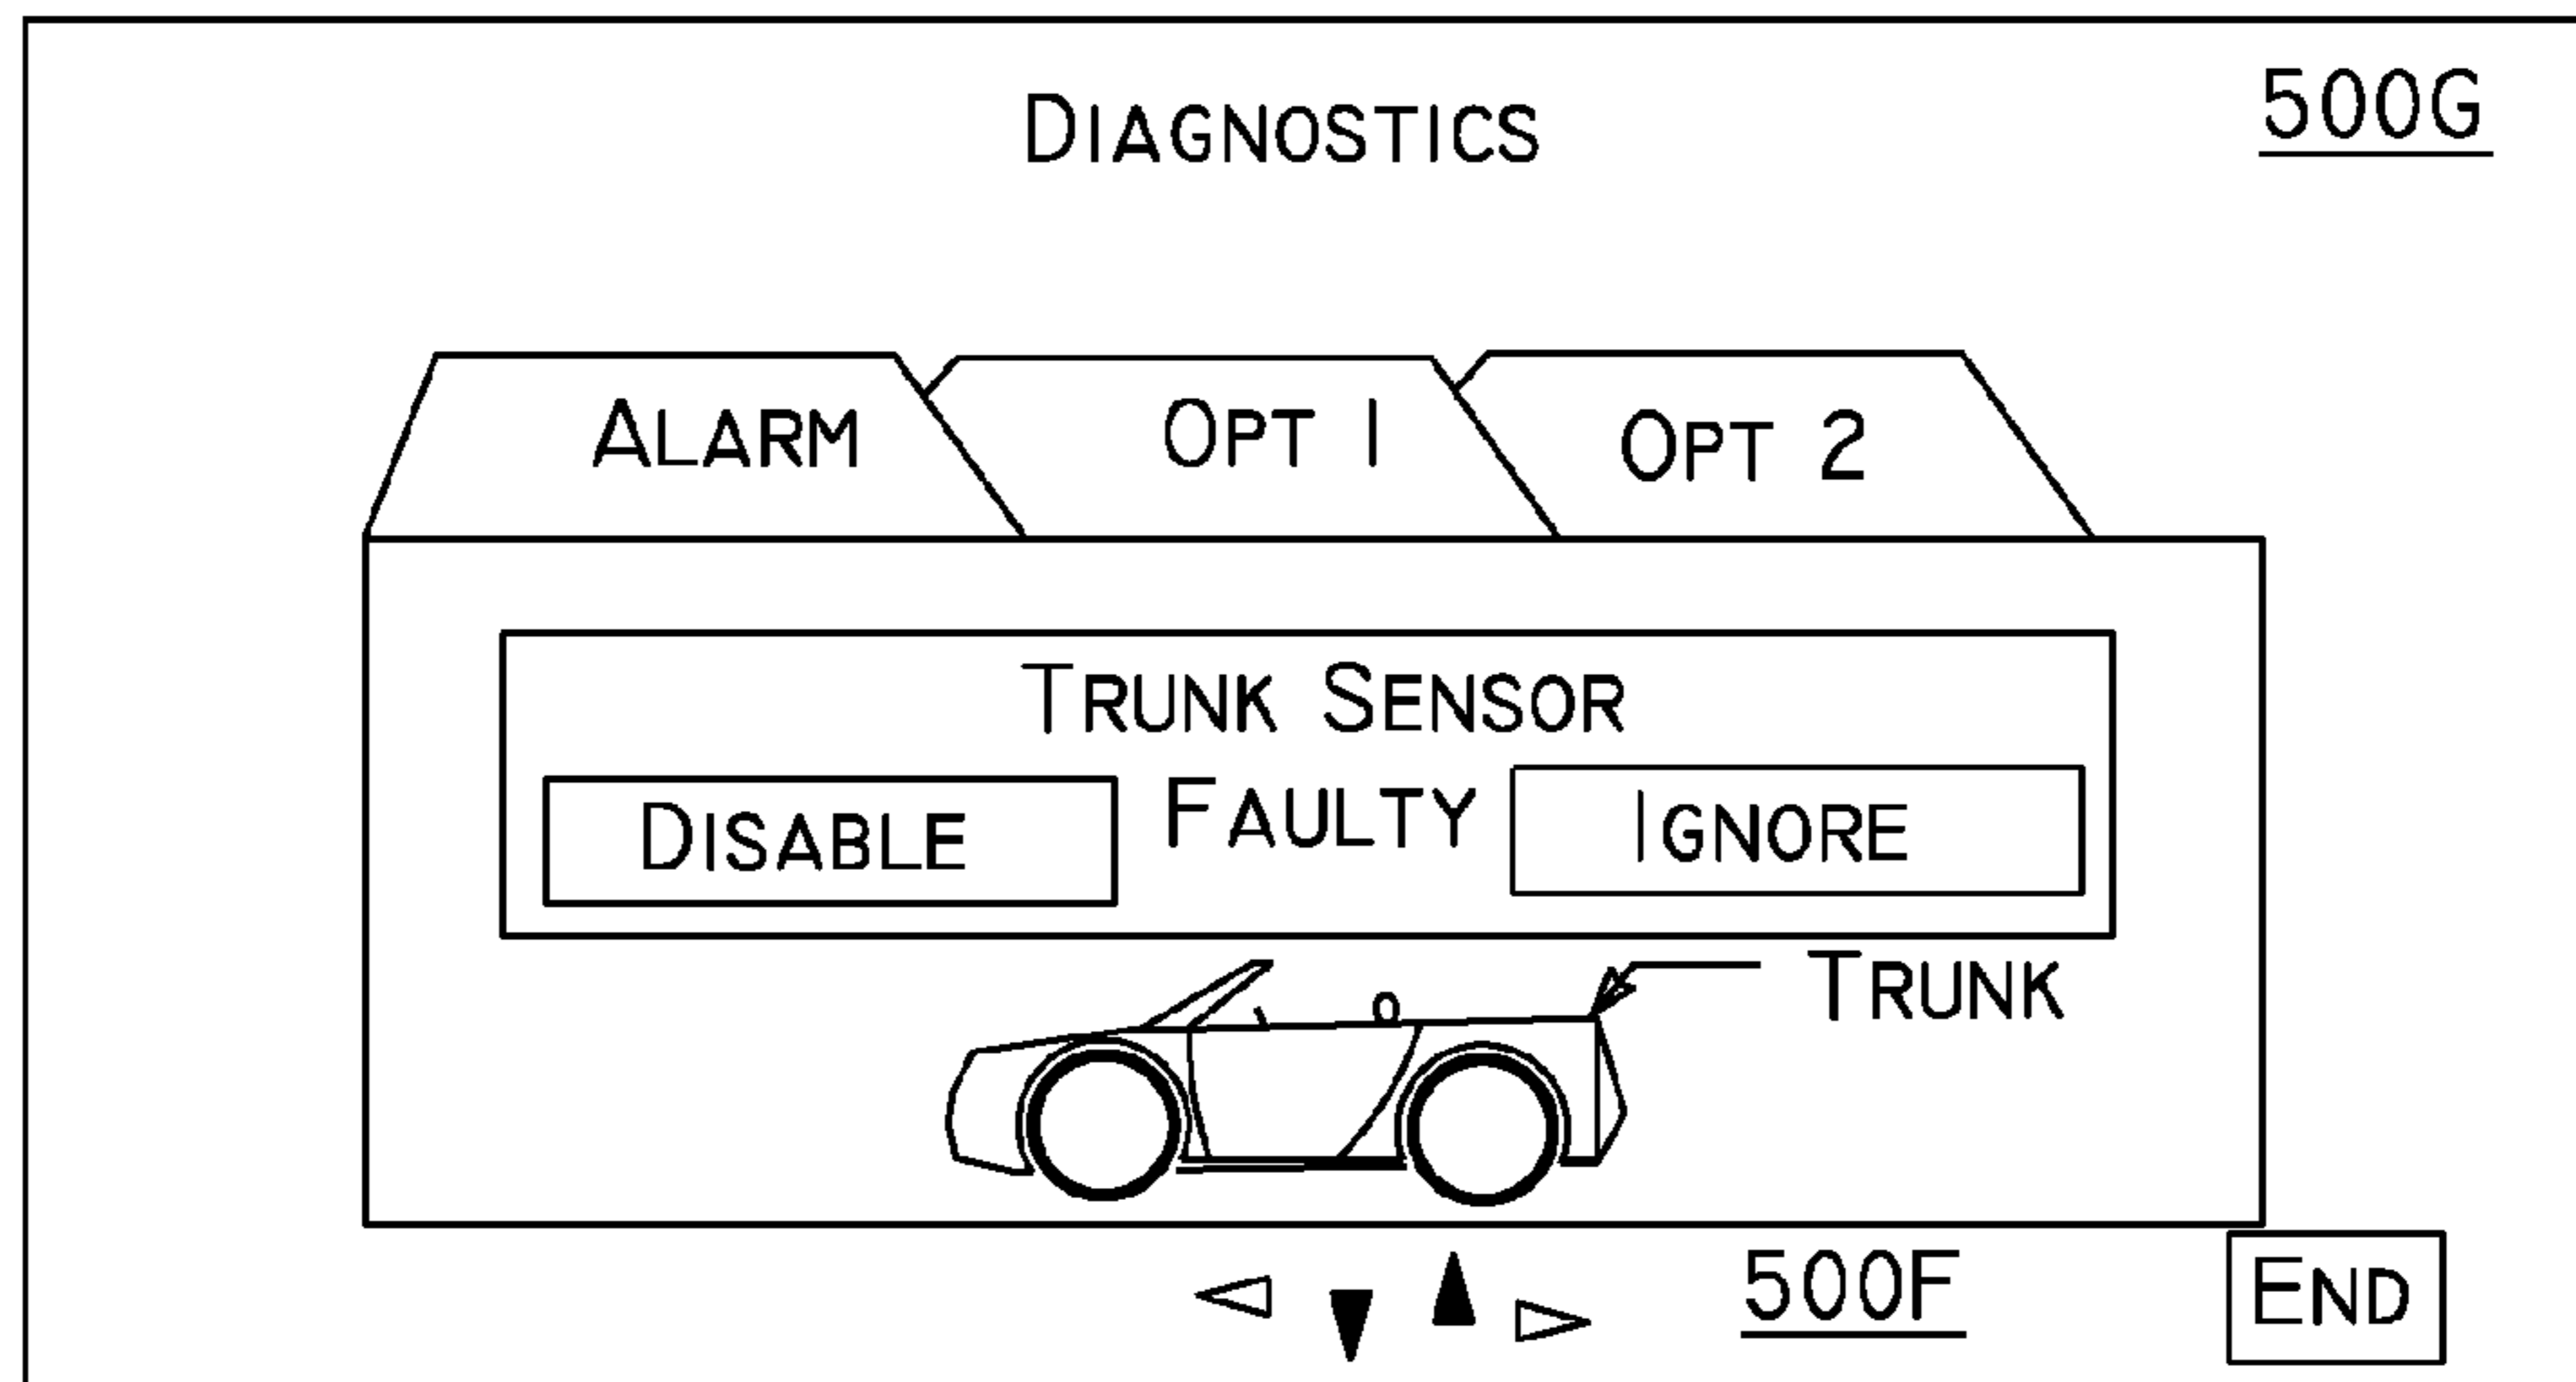 500G
DIAGNOSTICS
ALARM OPT 1 OPT 2
TRUNK SENSOR
DISABLE FAULTY IGNORE
TRUNK
500F END